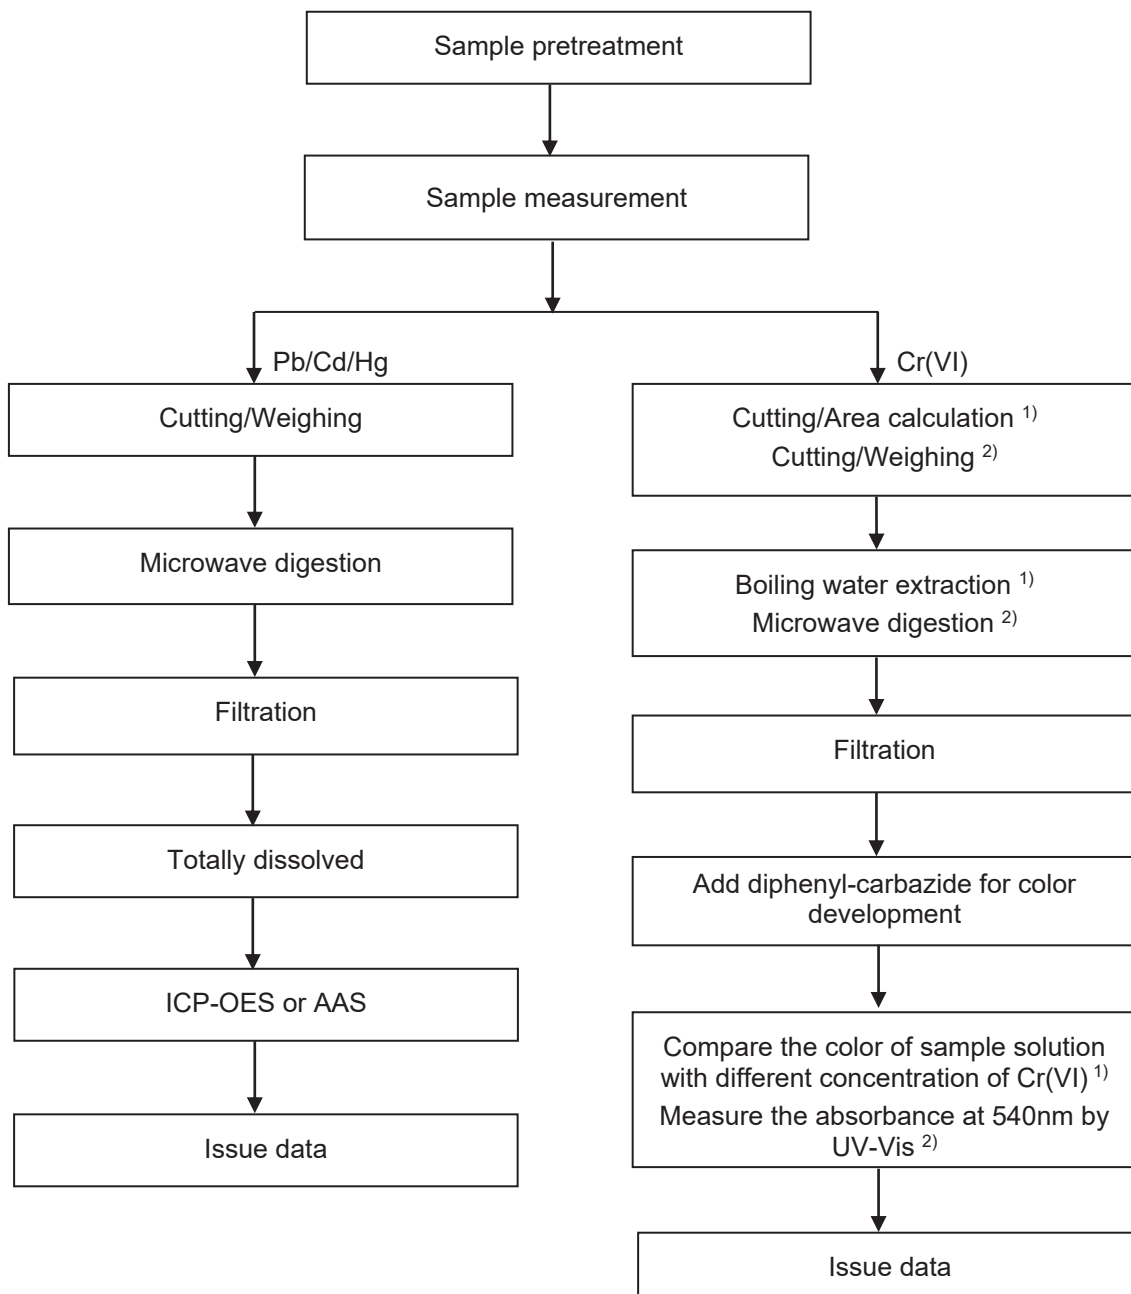 Sample pretreatment
Sample measurement
Pb/Cd/Hg
Cutting/Weighing
Microwave digestion
Filtration
Totally dissolved
ICP-OES or AAS
Issue data
Cr(VI)
Cutting/Area calculation 1)
Cutting/Weighing 2)
Boiling water extraction 1)
Microwave digestion 2)
Filtration
Add diphenyl-carbazide for color
development
Compare the color of sample solution
with different concentration of Cr(VI) 1)
Measure the absorbance at 540nm by
UV-Vis 2)
Issue data